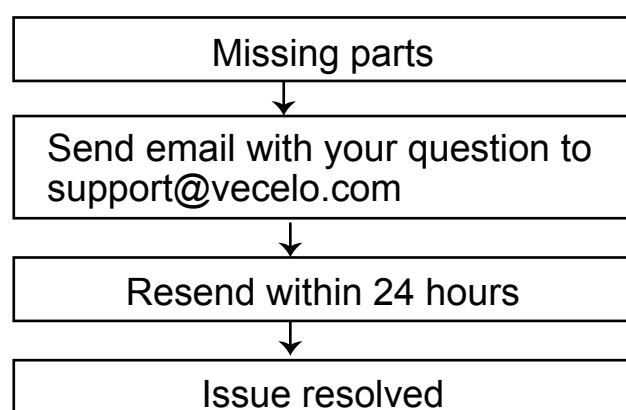 Missing parts
Send email with your question to
support@vecelo.com
Resend within 24 hours
Issue resolved